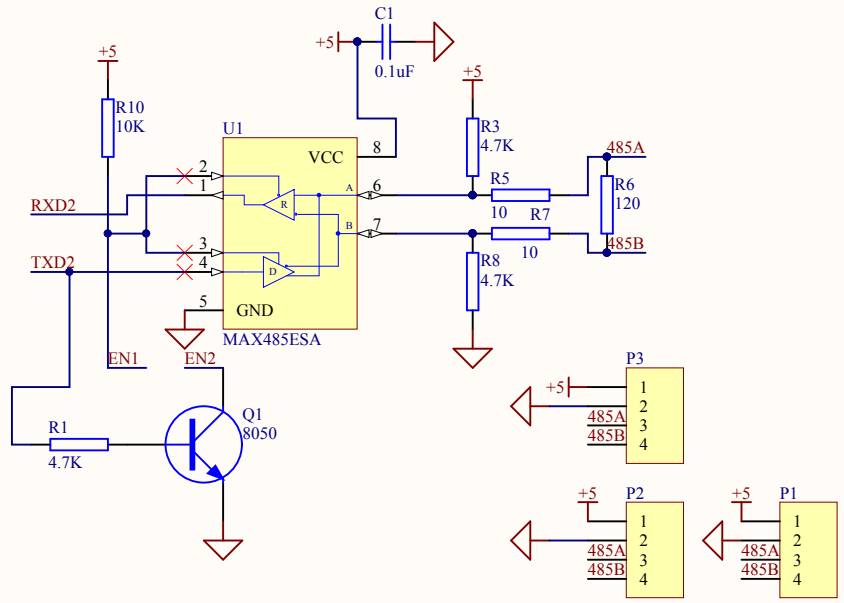 C1
+5
0.1uF
+5
R10
10K
U1
+5
R3
4.7K
VCC
8
2
1
RXD2
R
A
6
B
7
R5
10
R7
10
485A
R6
120
485B
3
4
TXD2
D
R8
4.7K
5
GND
MAX485ESA
EN1
EN2
R1
4.7K
Q1
8050
P3
+5
1
2
485A
3
485B
4
+5
P2
1
2
485A
3
485B
4
+5
P1
1
2
485A
3
485B
4